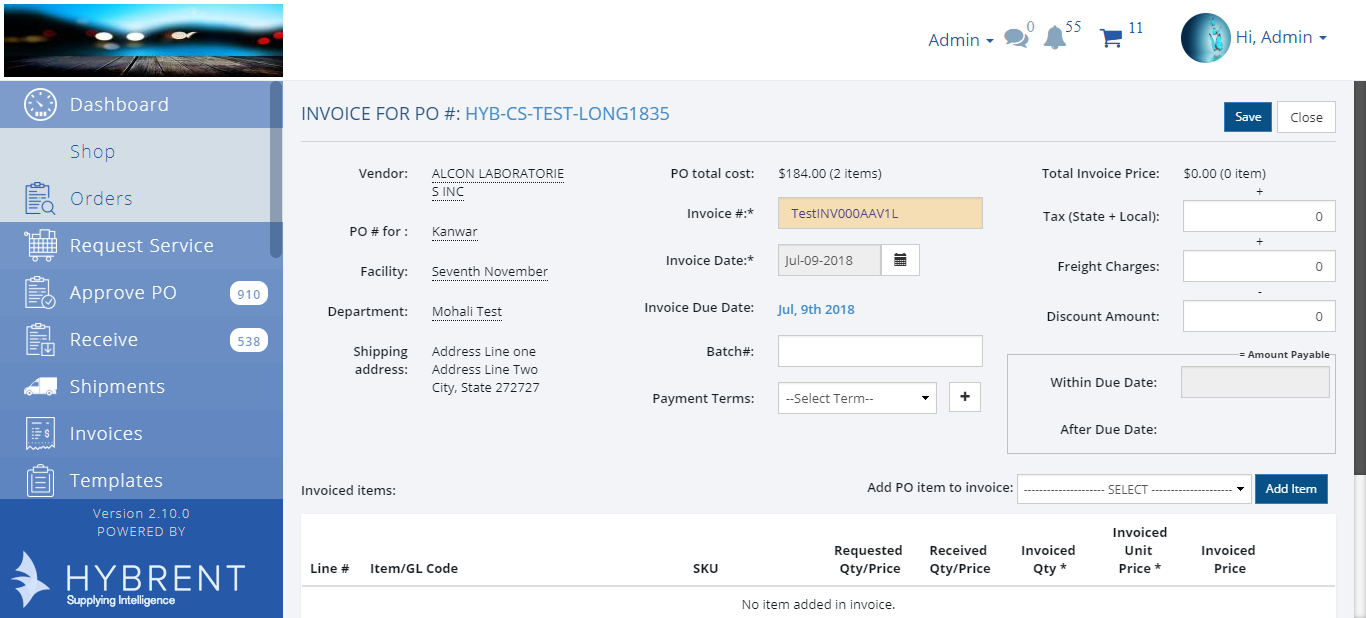 Admin
0
55
11
Hi, Admin
Dashboard
Shop
Orders
Request Service
Approve PO 910
Receive 538
Shipments
Invoices
Templates
Version 2.10.0
POWERED BY
HYBRENT
Supplying Intelligence
INVOICE FOR PO #: HYB-CS-TEST-LONG1835
Save Close
Vendor: ALCON LABORATORIE
S INC
PO # for : Kanwar
Facility: Seventh November
Department: Mohali Test
Shipping
address:
Address Line one
Address Line Two
City, State 272727
PO total cost: $184.00 (2 items)
Invoice #:* TestINV000AAV1L
Invoice Date:* Jul-09-2018
Invoice Due Date: Jul, 9th 2018
Batch#:
Payment Terms: --Select Term-- +
Total Invoice Price: $0.00 (0 item)
+
Tax (State + Local): 0
+
Freight Charges: 0
-
Discount Amount: 0
= Amount Payable
Within Due Date:
After Due Date:
Invoiced items:
Add PO item to invoice: --------------------- SELECT --------------------- Add Item
Line # Item/GL Code SKU Requested Qty/Price Received Qty/Price Invoiced Qty * Invoiced Unit Price * Invoiced Price
No item added in invoice.